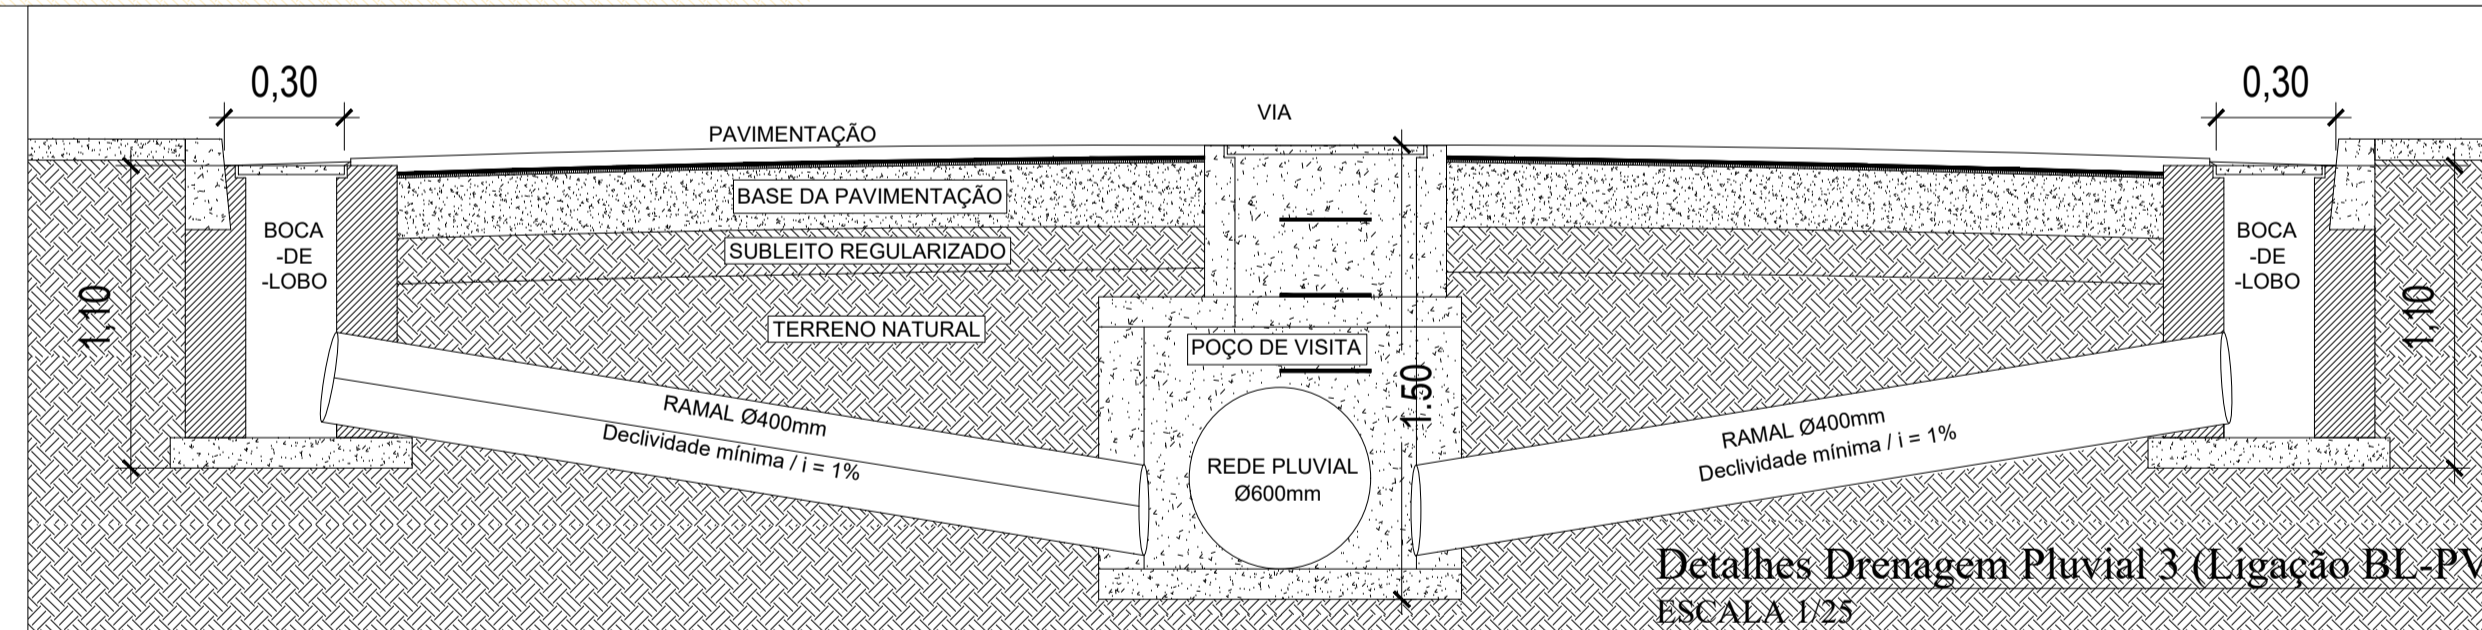 0,30
VIA
0,30
PAVIMENTAÇÃO
BASE DA PAVIMENTAÇÃO
SUBLEITO REGULARIZADO
TERRENO NATURAL
BOCA
-DE
-LOBO
BOCA
-DE
-LOBO
1,10
1,10
POÇO DE VISITA
1.50
RAMAL Ø400mm
Declividade mínima / i = 1%
REDE PLUVIAL
Ø600mm
RAMAL Ø400mm
Declividade mínima / i = 1%
Detalhes Drenagem Pluvial 3 (Ligação BL-PV
ESCALA 1/25